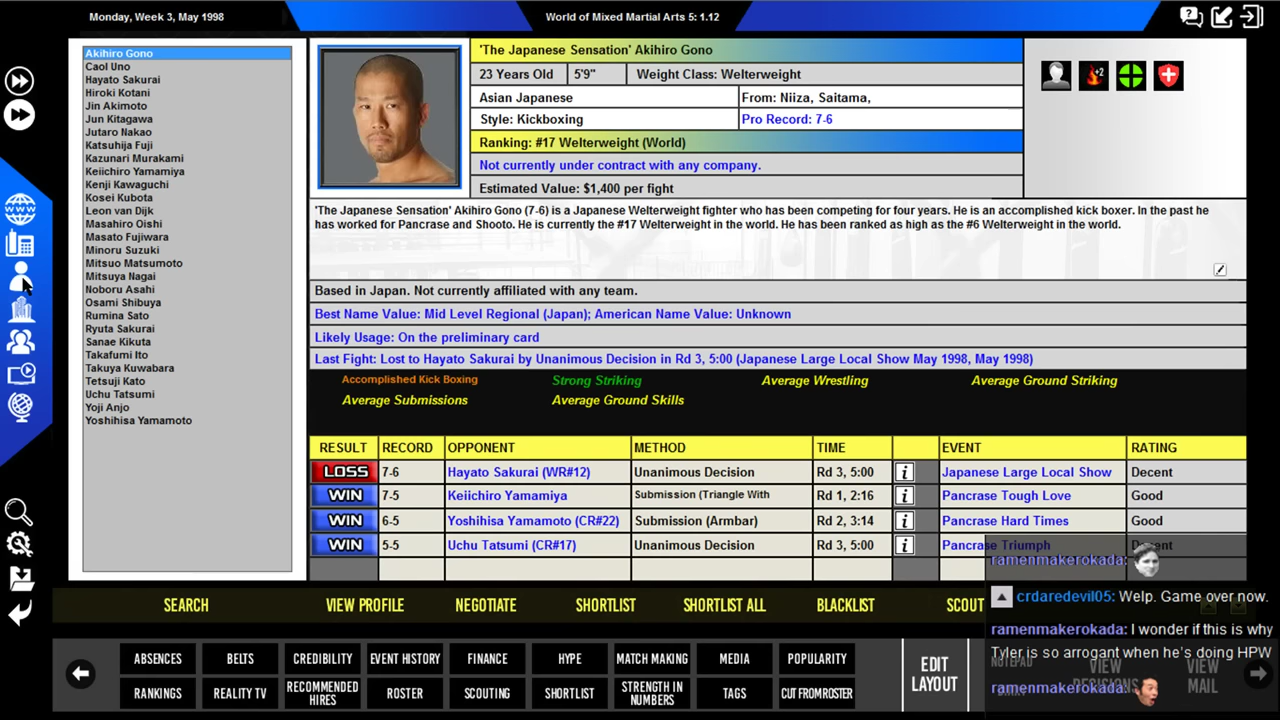 Monday, Week 3, May 1998
World of Mixed Martial Arts 5: 1.12
Akihiro Gono
Caol Uno
Hayato Sakurai
Hiroki Kotani
Jin Akimoto
Jun Kitagawa
Jutaro Nakao
Katsuhija Fuji
Kazunari Murakami
Keiichiro Yamamiya
Kenji Kawaguchi
Kosei Kubota
Leon van Dijk
Masahiro Oishi
Masato Fujiwara
Minoru Suzuki
Mitsuo Matsumoto
Mitsuya Nagai
Noboru Asahi
Osami Shibuya
Rumina Sato
Ryuta Sakurai
Sanae Kikuta
Takafumi Ito
Takuya Kuwabara
Tetsuji Kato
Uchu Tatsumi
Yoji Anjo
Yoshihisa Yamamoto
'The Japanese Sensation' Akihiro Gono
23 Years Old 5'9" Weight Class: Welterweight
Asian Japanese From: Niiza, Saitama,
Style: Kickboxing Pro Record: 7-6
Ranking: #17 Welterweight (World)
Not currently under contract with any company.
Estimated Value: $1,400 per fight
+2
'The Japanese Sensation' Akihiro Gono (7-6) is a Japanese Welterweight fighter who has been competing for four years. He is an accomplished kick boxer. In the past he
has worked for Pancrase and Shooto. He is currently the #17 Welterweight in the world. He has been ranked as high as the #6 Welterweight in the world.
Based in Japan. Not currently affiliated with any team.
Best Name Value: Mid Level Regional (Japan); American Name Value: Unknown
Likely Usage: On the preliminary card
Last Fight: Lost to Hayato Sakurai by Unanimous Decision in Rd 3, 5:00 (Japanese Large Local Show May 1998, May 1998)
Accomplished Kick Boxing Strong Striking Average Wrestling Average Ground Striking
Average Submissions Average Ground Skills
RESULT RECORD OPPONENT METHOD TIME EVENT RATING
LOSS 7-6 Hayato Sakurai (WR#12) Unanimous Decision Rd 3, 5:00 i Japanese Large Local Show Decent
WIN 7-5 Keiichiro Yamamiya Submission (Triangle With Rd 1, 2:16 i Pancrase Tough Love Good
WIN 6-5 Yoshihisa Yamamoto (CR#22) Submission (Armbar) Rd 2, 3:14 i Pancrase Hard Times Good
WIN 5-5 Uchu Tatsumi (CR#17) Unanimous Decision Rd 3, 5:00 i Pancrase Triumph Decent
ramenmakerokada:
crdaredevil05: Welp. Game over now.
ramenmakerokada: I wonder if this is why
Tyler is so arrogant when he's doing HPW
ramenmakerokada:
SEARCH VIEW PROFILE NEGOTIATE SHORTLIST SHORTLIST ALL BLACKLIST SCOUT
ABSENCES BELTS CREDIBILITY EVENT HISTORY FINANCE HYPE MATCH MAKING MEDIA POPULARITY
RANKINGS REALITY TV RECOMMENDED HIRES ROSTER SCOUTING SHORTLIST STRENGTH IN NUMBERS TAGS CUT FROM ROSTER
EDIT LAYOUT
NOTEPAD
VIEW DECISIONS
VIEW MAIL
WWW